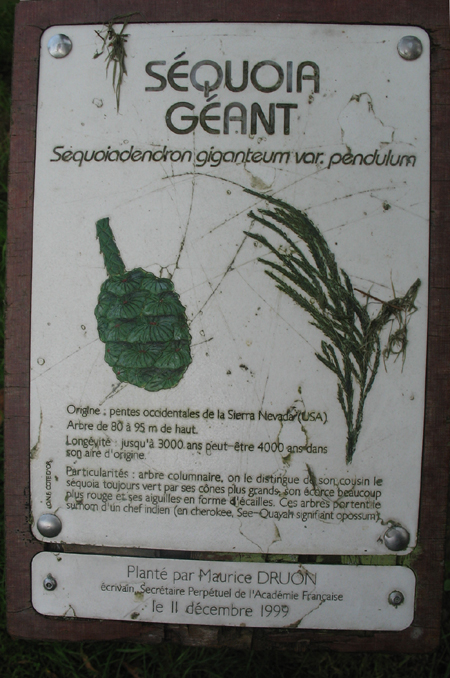 SÉQUOIA
GÉANT
Séquoiadendron giganteum var. pendulum
Origine : pentes occidentales de la Sierra Nevada (USA)
Arbre de 80 à 95 m de haut.
Longévité : jusqu'à 3000 ans peut-être 4000 ans dans
son aire d'origine
Particularités : arbre columnaire, on le distingue de son cousin le
séquoia toujours vert par ses cônes plus grands, son écorce beaucoup
plus rouge et ses aiguilles en forme d'écailles. Ces arbres portent le
surnom d'un chef indien (en cherokee, See-Quayah signifiant opossum).
Planté par Maurice DRUON
écrivain, Secrétaire Perpétuel de l'Académie Française
le 11 décembre 1999